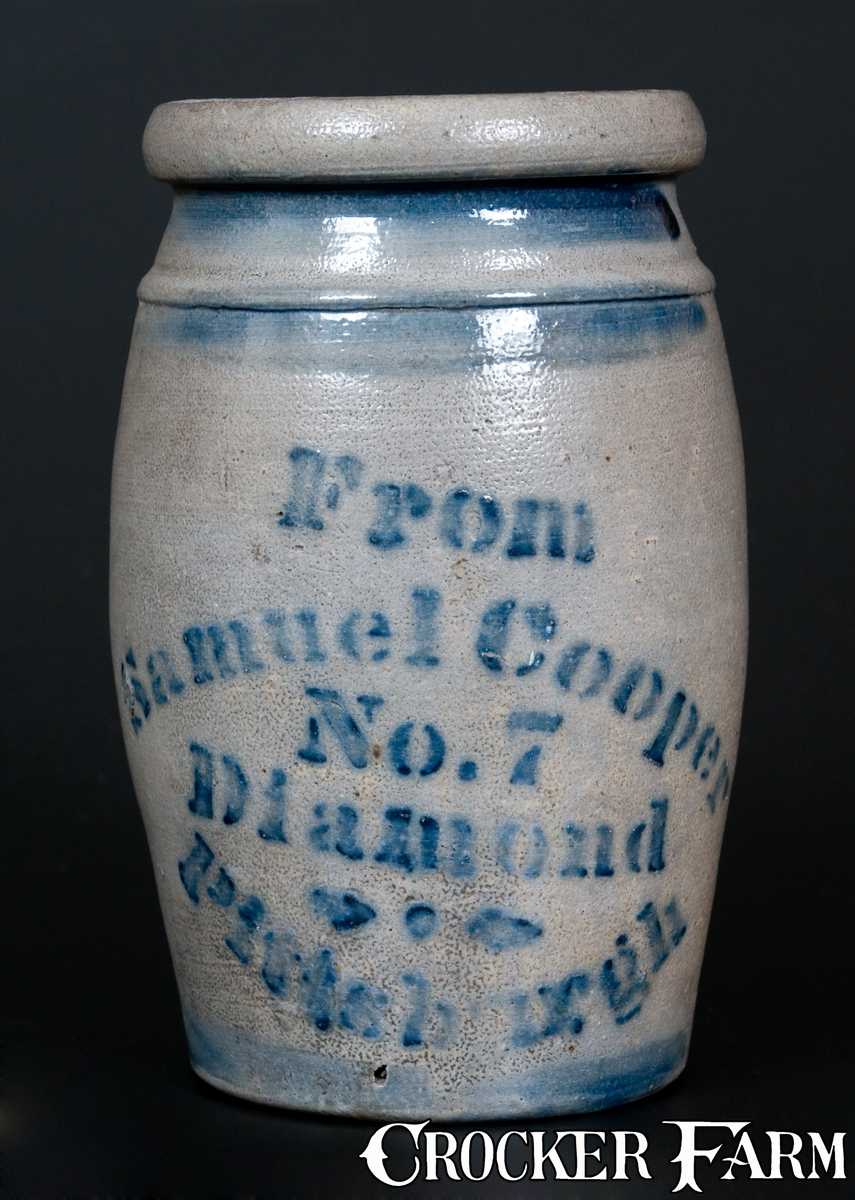 From
Samuel Cooper
No. 7
Diamond
Pittsburgh
CROCKER FARM